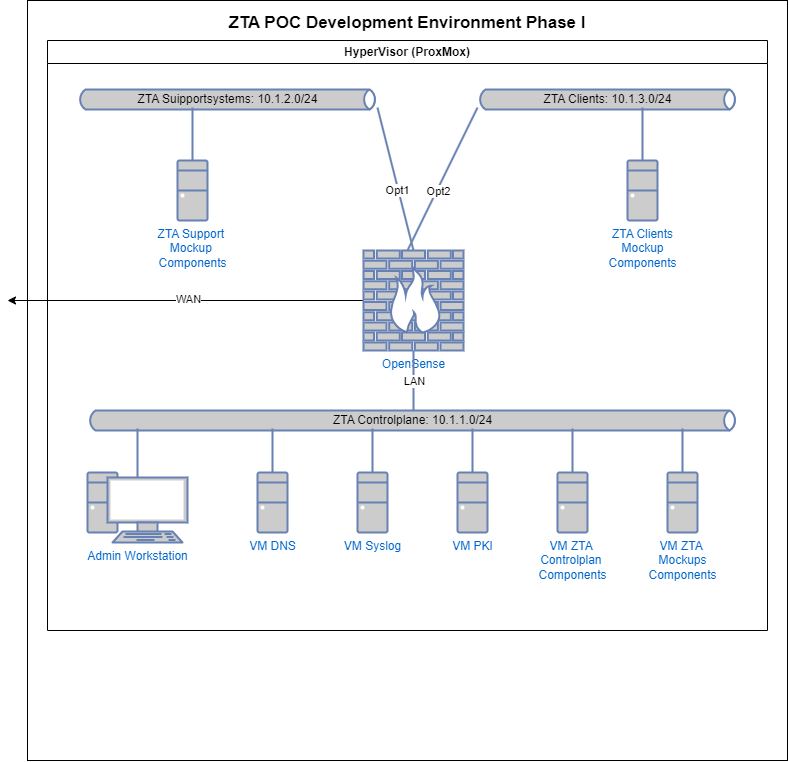 ZTA POC Development Environment Phase I
HyperVisor (ProxMox)
ZTA Suipportsystems: 10.1.2.0/24
ZTA Clients: 10.1.3.0/24
Opt1
Opt2
ZTA Support
Mockup
Components
ZTA Clients
Mockup
Components
WAN
OpenSense
LAN
ZTA Controlplane: 10.1.1.0/24
Admin Workstation
VM DNS
VM Syslog
VM PKI
VM ZTA
Controlplan
Components
VM ZTA
Mockups
Components